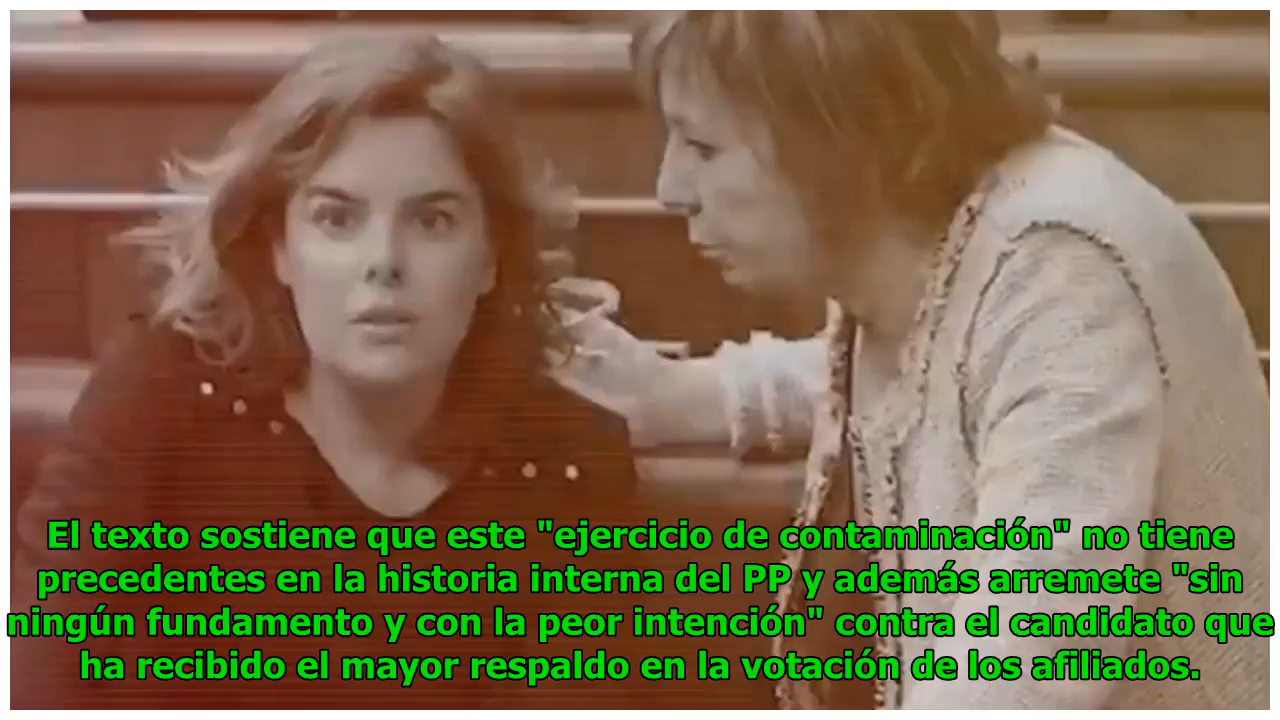 El texto sostiene que este "ejercicio de contaminación" no tiene
precedentes en la historia interna del PP y además arremete "sin
ningún fundamento y con la peor intención" contra el candidato que
ha recibido el mayor respaldo en la votación de los afiliados.